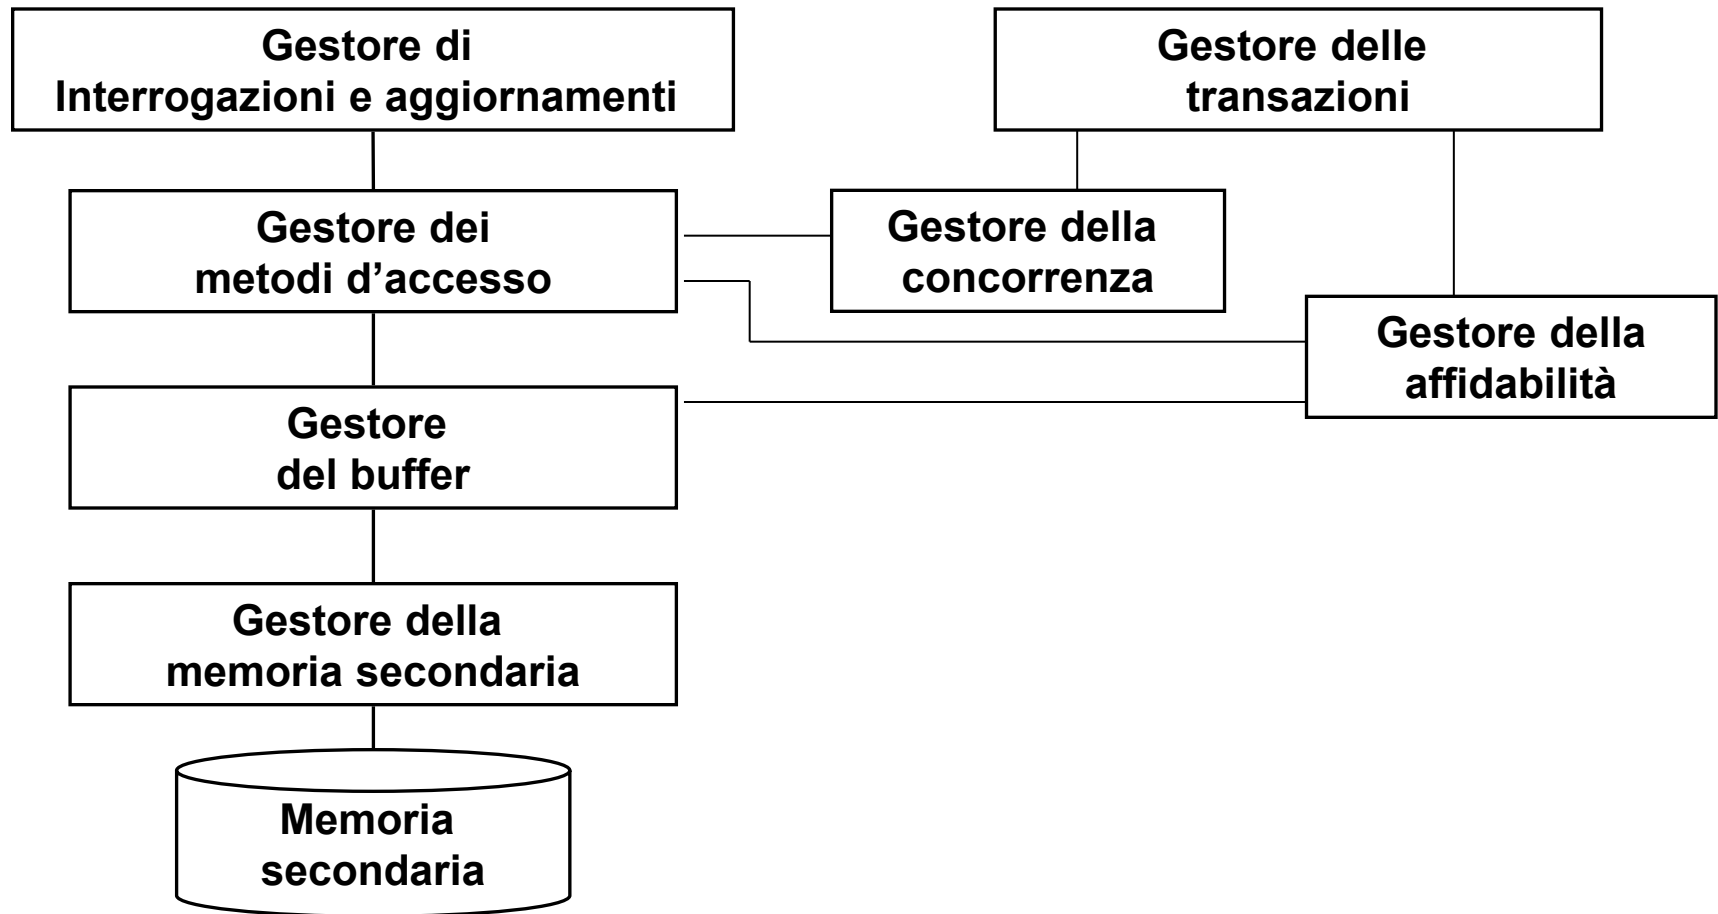 Gestore di
Interrogazioni e aggiornamenti
Gestore delle
transazioni
Gestore dei
metodi d’accesso
Gestore della
concorrenza
Gestore della
affidabilità
Gestore
del buffer
Gestore della
memoria secondaria
Memoria
secondaria